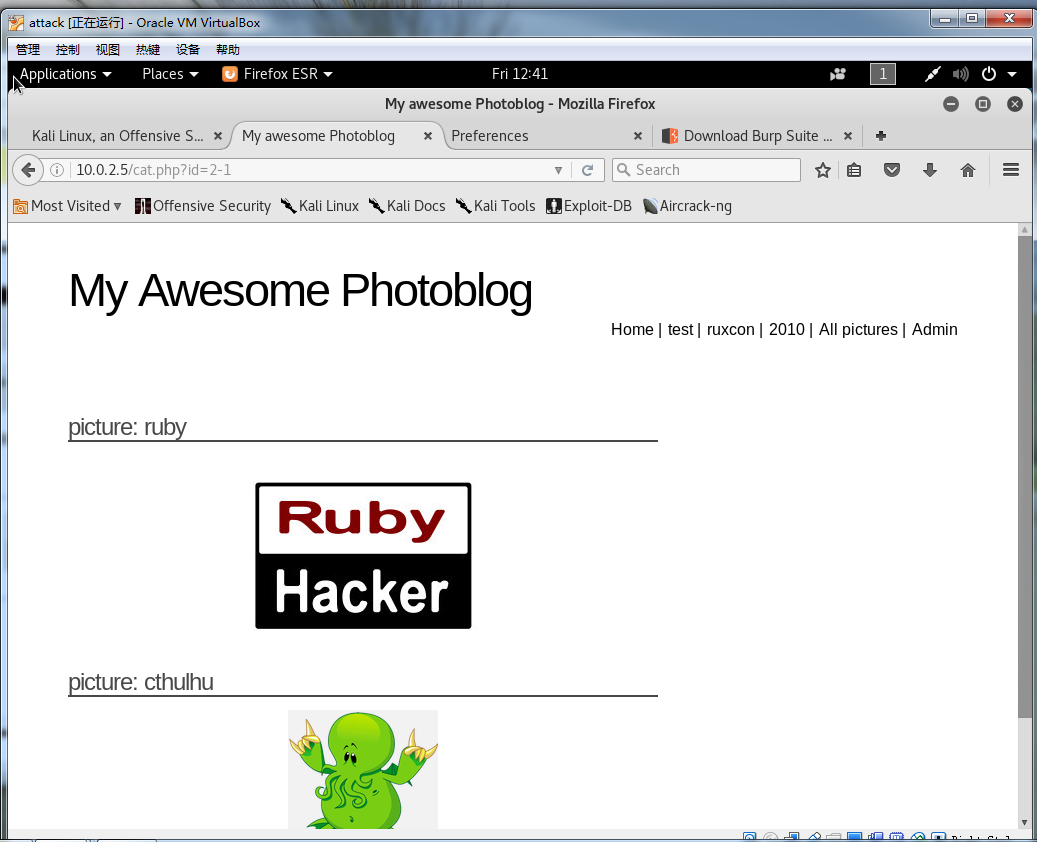 attack [正在运行] - Oracle VM VirtualBox
管理 控制 视图 热键 设备 帮助
Applications Places Firefox ESR Fri 12:41 1
My awesome Photoblog - Mozilla Firefox
Kali Linux, an Offensive S... My awesome Photoblog Preferences Download Burp Suite ...
10.0.2.5/cat.php?id=2-1 Search
Most Visited Offensive Security Kali Linux Kali Docs Kali Tools Exploit-DB Aircrack-ng
My Awesome Photoblog
Home | test | ruxcon | 2010 | All pictures | Admin
picture: ruby
Ruby
Hacker
picture: cthulhu